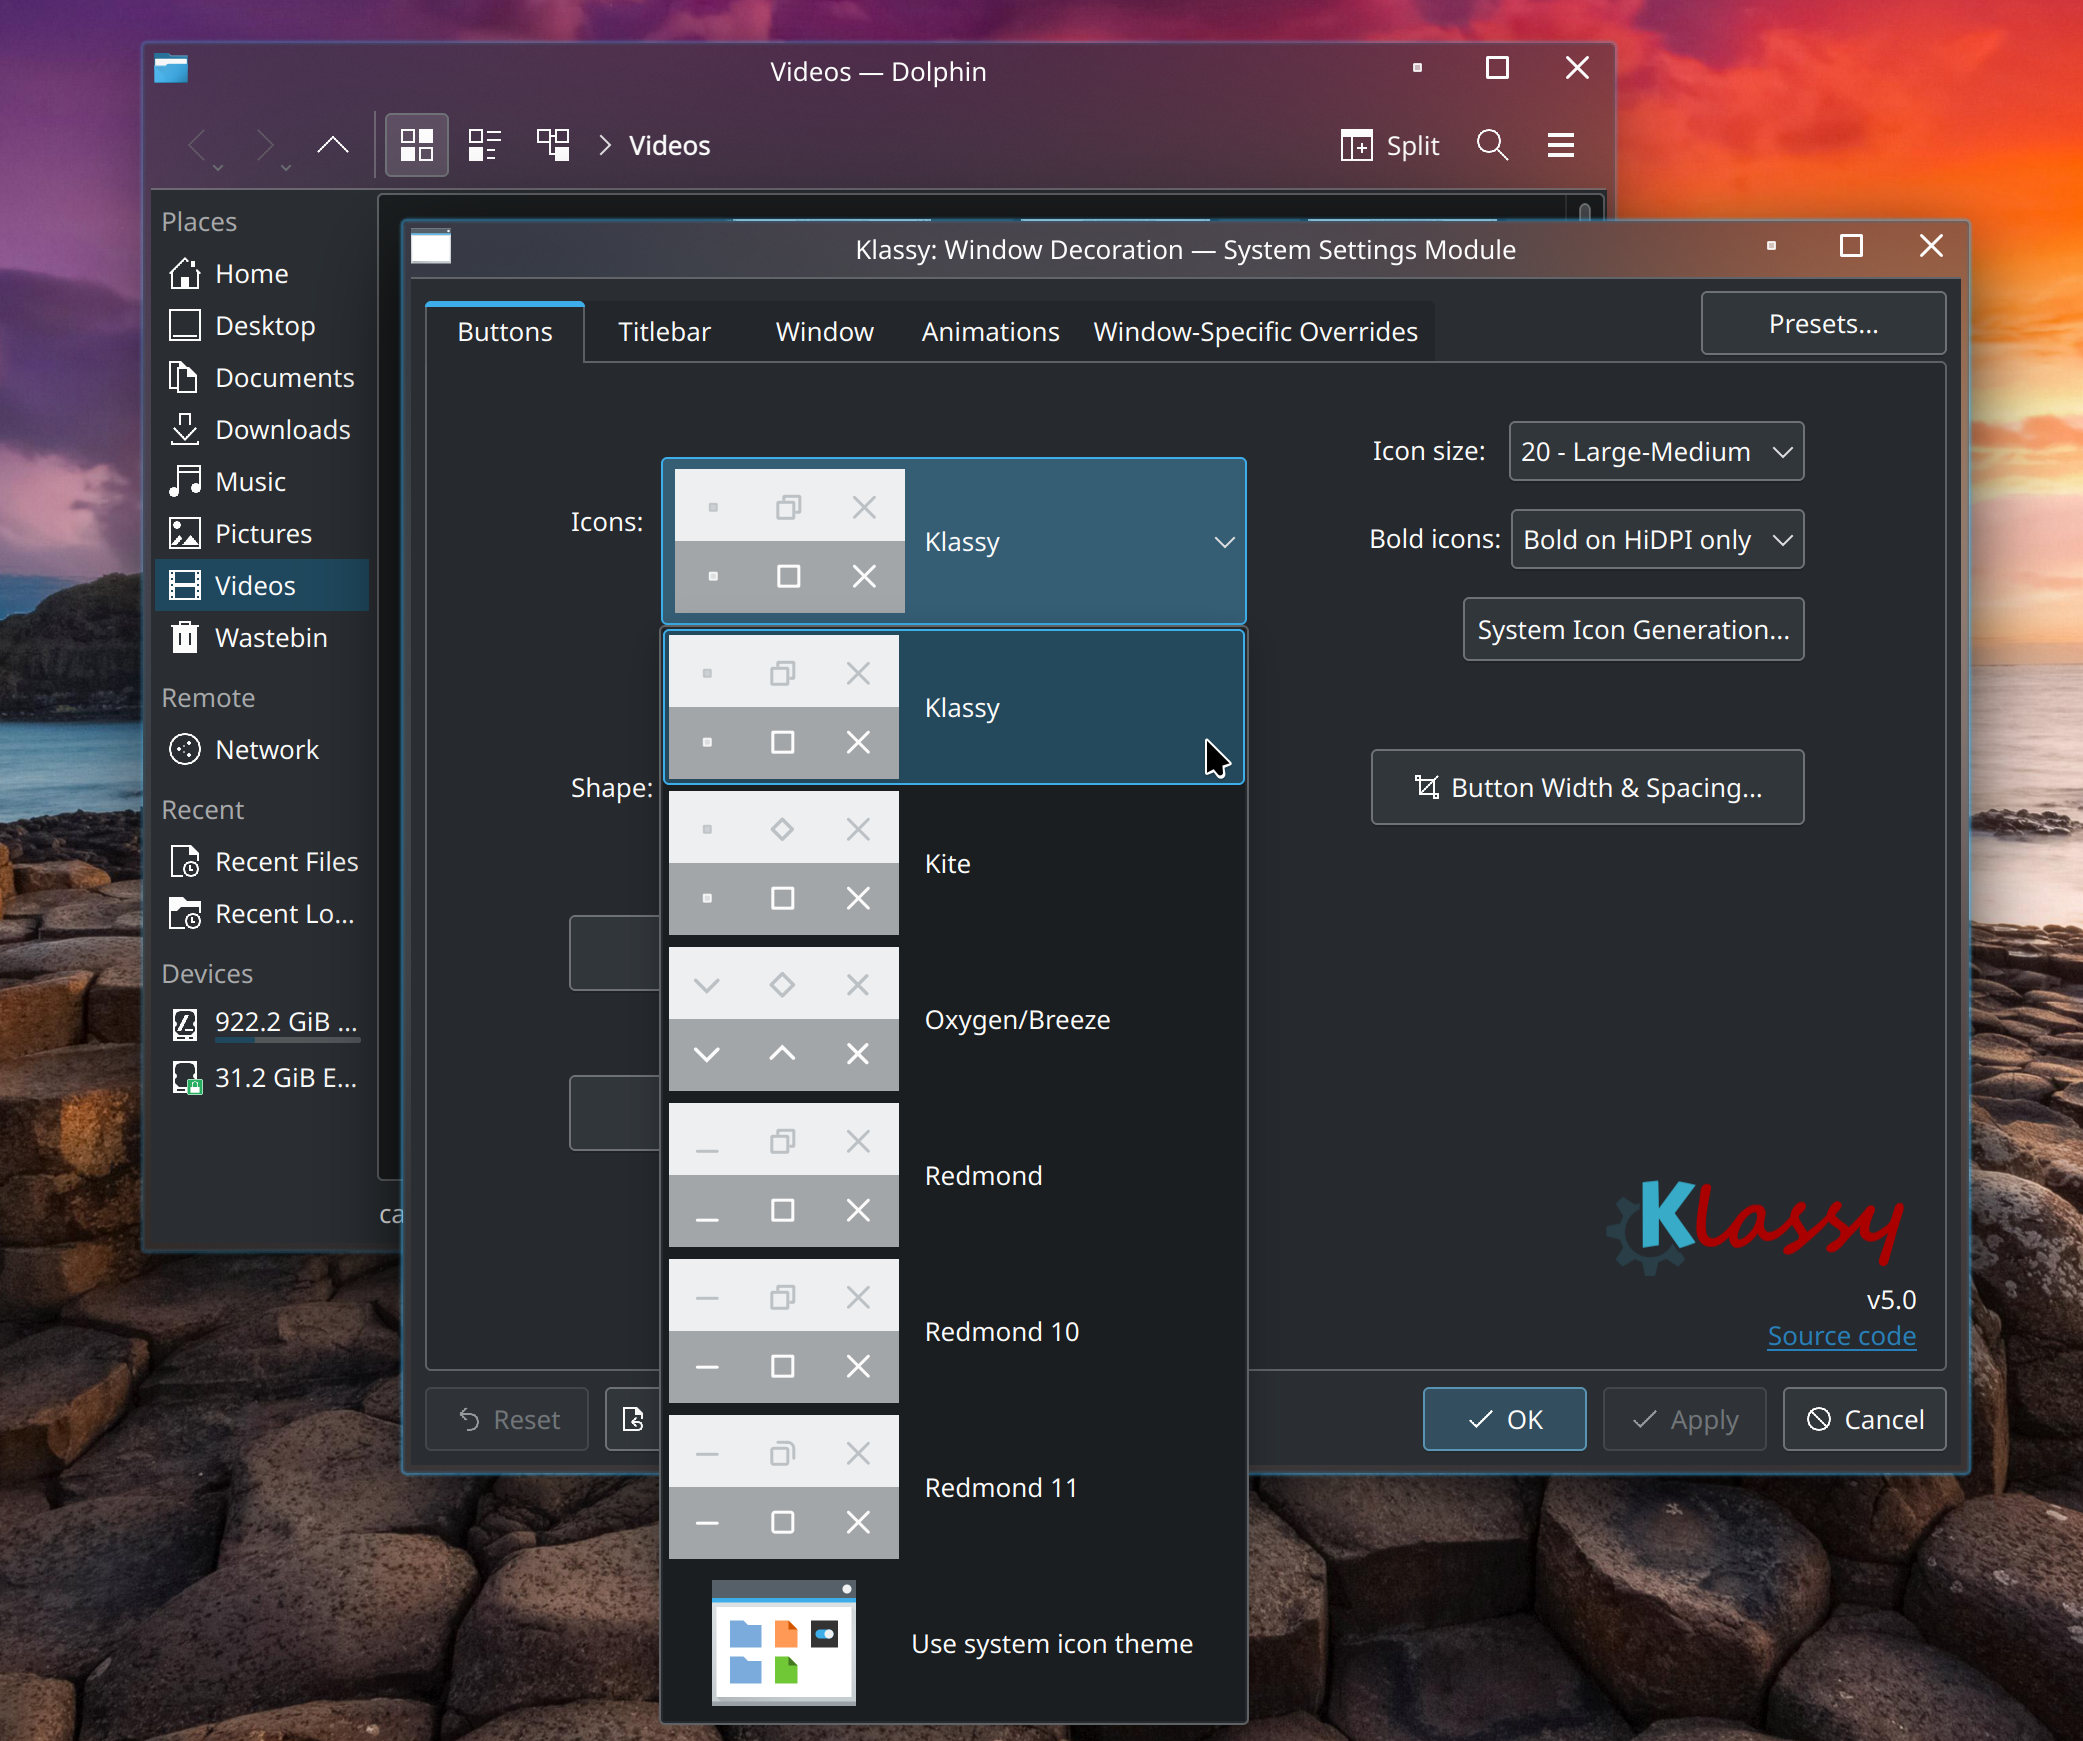 Videos — Dolphin
Videos
Split
Places
Home
Desktop
Documents
Downloads
Music
Pictures
Videos
Wastebin
Remote
Network
Recent
Recent Files
Recent Lo...
Devices
922.2 GiB ...
31.2 GiB E...
ca
Klassy: Window Decoration — System Settings Module
Buttons
Titlebar
Window
Animations
Window-Specific Overrides
Presets...
Icons:
Klassy
Icon size:
20 - Large-Medium
Bold icons:
Bold on HiDPI only
System Icon Generation...
Shape:
Button Width & Spacing...
Klassy
Kite
Oxygen/Breeze
Redmond
Redmond 10
Redmond 11
Use system icon theme
Klassy
v5.0
Source code
Reset
OK
Apply
Cancel